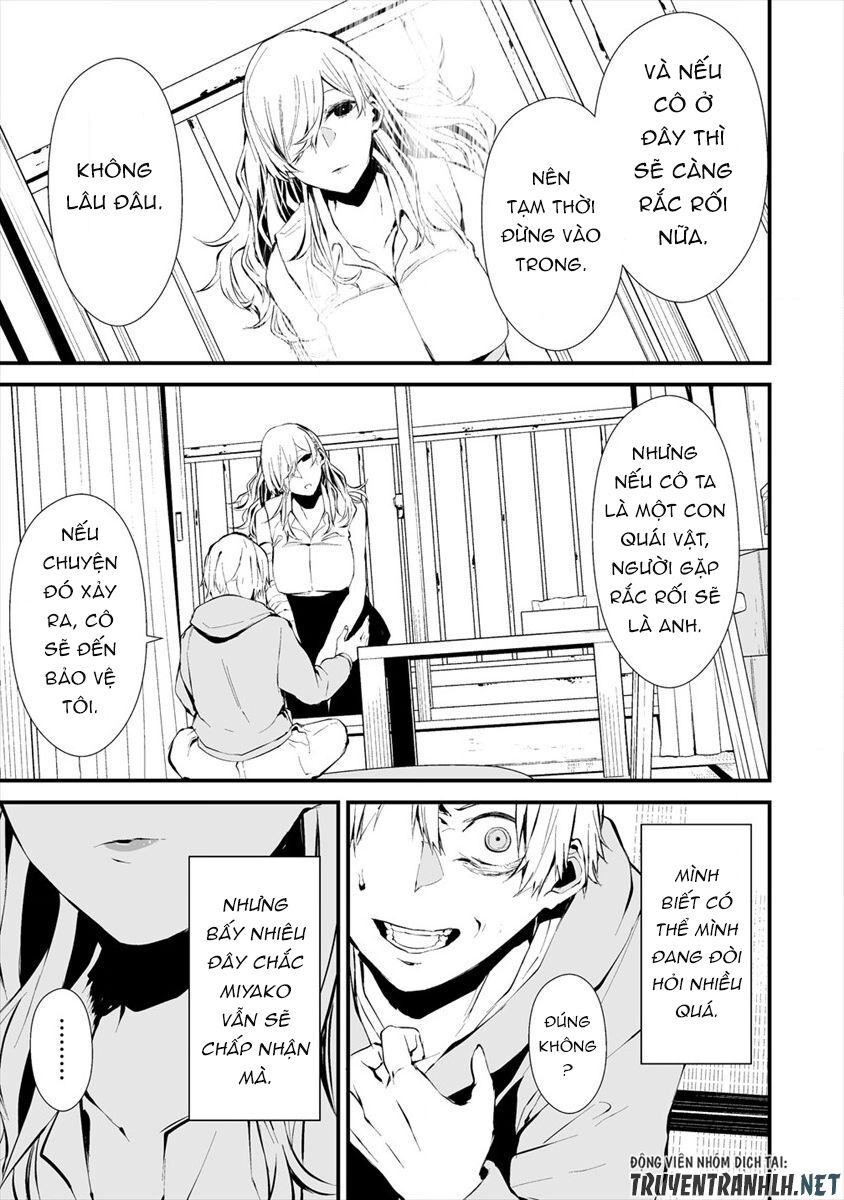 VÀ NẾU
CÔ Ở
ĐÂY THÌ
SẼ CÀNG
RẮC RỐI
NỮA.
NÊN
TẠM THỜI
ĐỪNG VÀO
TRONG.
KHÔNG
LÂU ĐÂU.
NHƯNG
NẾU CÔ TA
LÀ MỘT CON
QUÁI VẬT,
NGƯỜI GẶP
RẮC RỐI SẼ
LÀ ANH.
NẾU
CHUYỆN
ĐÓ XẢY
RA, CÔ
SẼ ĐẾN
BẢO VỆ
TÔI.
MÌNH
BIẾT CÓ
THỂ MÌNH
ĐANG ĐÒI
HỎI NHIỀU
QUÁ.
ĐÚNG
KHÔNG
?
NHƯNG
BẤY NHIÊU
ĐÂY CHẮC
MIYAKO
VẪN SẼ
CHẤP NHẬN
MÀ.
........
ĐỘNG VIÊN NHÓM DỊCH TẠI:
TRUYENTRANHLH.NET